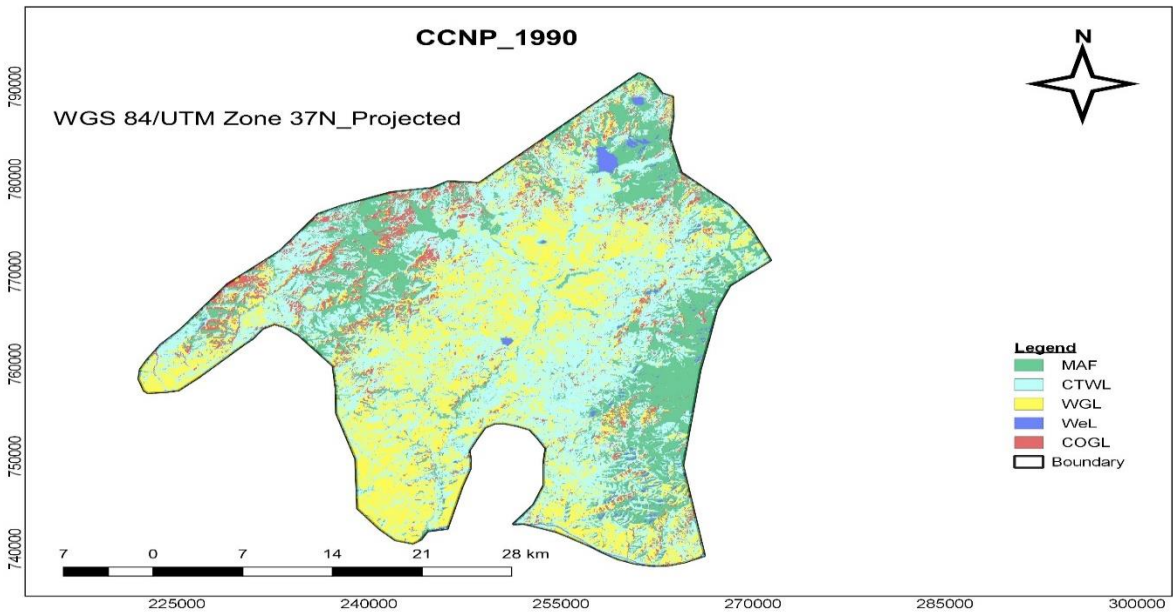 CCNP_1990
N
WGS 84/UTM Zone 37N_Projected
790000
780000
770000
760000
750000
740000
Legend
MAF
CTWL
WGL
WeL
COGL
Boundary
7 0 7 14 21 28 km
225000 240000 255000 270000 285000 300000